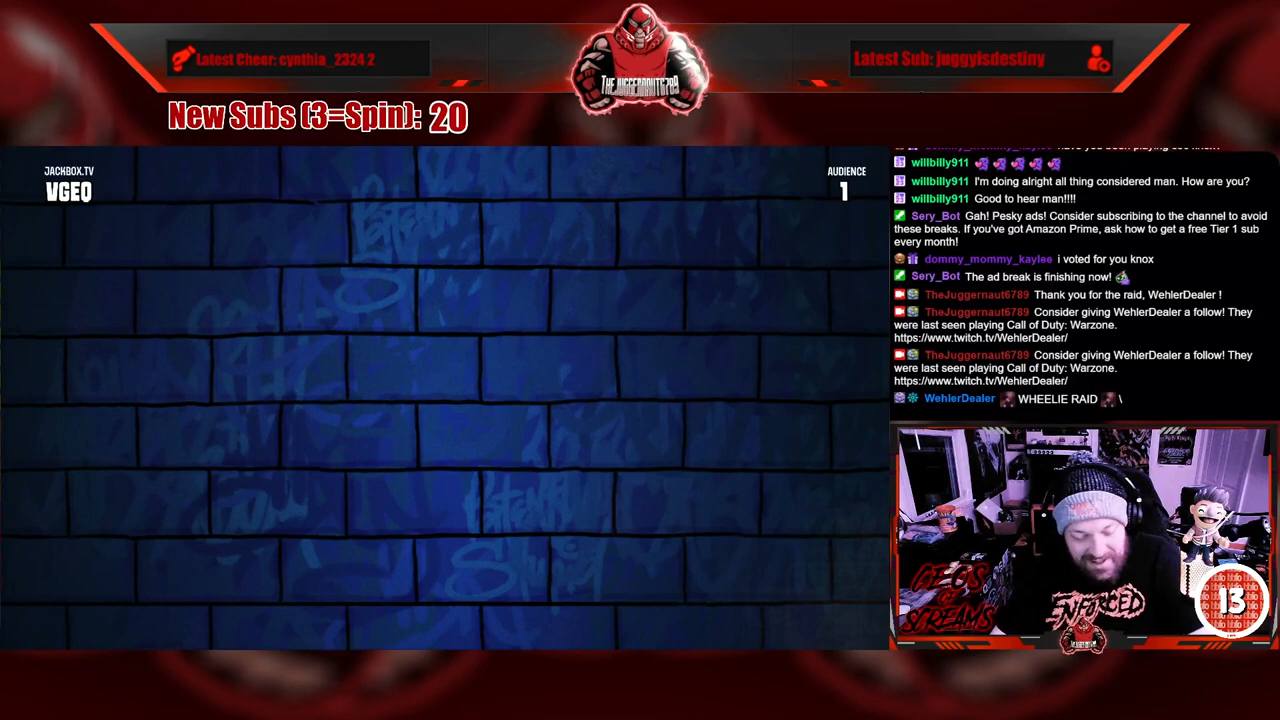 Latest Cheer: cynthia_2324 2
THEJUGGERNAUT6789
Latest Sub: juggyisdestiny
New Subs (3=Spin): 20
JACKBOX.TV
VGEQ
AUDIENCE
1
willbilly911
willbilly911 I'm doing alright all thing considered man. How are you?
willbilly911 Good to hear man!!!!
Sery_Bot Gah! Pesky ads! Consider subscribing to the channel to avoid
these breaks. If you've got Amazon Prime, ask how to get a free Tier 1 sub
every month!
dommy_mommy_kaylee i voted for you knox
Sery_Bot The ad break is finishing now!
TheJuggernaut6789 Thank you for the raid, WehlerDealer !
TheJuggernaut6789 Consider giving WehlerDealer a follow! They
were last seen playing Call of Duty: Warzone.
https://www.twitch.tv/WehlerDealer/
TheJuggernaut6789 Consider giving WehlerDealer a follow! They
were last seen playing Call of Duty: Warzone.
https://www.twitch.tv/WehlerDealer/
WehlerDealer WHEELIE RAID \
SCREAMS
ENFORCED
13